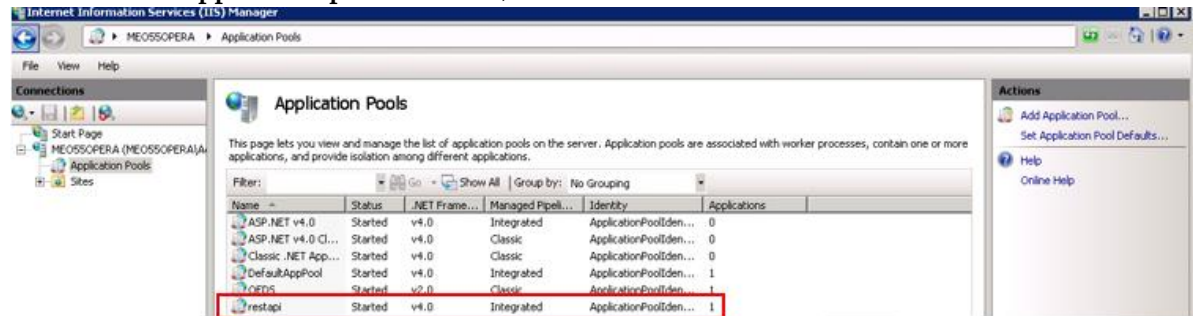 Internet Information Services (IIS) Manager
MEO55OPERA Application Pools
File View Help
Connections
Start Page
MEO55OPERA (MEO55OPERA\A
Application Pools
Sites
Application Pools
This page lets you view and manage the list of application pools on the server. Application pools are associated with worker processes, contain one or more
applications, and provide isolation among different applications.
Filter: Go Show All Group by: No Grouping
Name Status .NET Frame... Managed Pipeli... Identity Applications
ASP.NET v4.0 Started v4.0 Integrated ApplicationPoolIden... 0
ASP.NET v4.0 Cl... Started v4.0 Classic ApplicationPoolIden... 0
Classic .NET App... Started v4.0 Classic ApplicationPoolIden... 0
DefaultAppPool Started v4.0 Integrated ApplicationPoolIden... 1
OEDS Started v2.0 Classic ApplicationPoolIden... 1
restapi Started v4.0 Integrated ApplicationPoolIden... 1
Actions
Add Application Pool...
Set Application Pool Defaults...
Help
Online Help